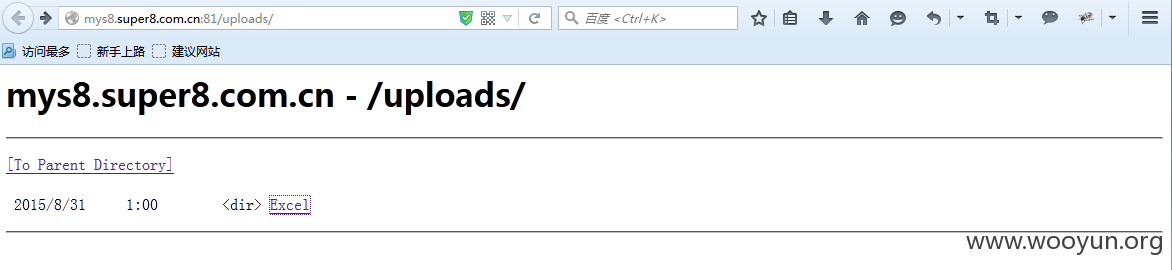 mys8.super8.com.cn:81/uploads/
百度 <Ctrl+K>
访问最多 新手上路 建议网站
mys8.super8.com.cn - /uploads/
[To Parent Directory]
2015/8/31 1:00 <dir> Excel
www.wooyun.org